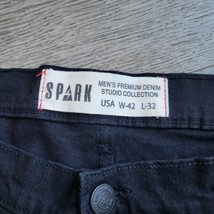 SPARK
MEN'S PREMIUM DENIM
STUDIO COLLECTION
USA W-42 L-32